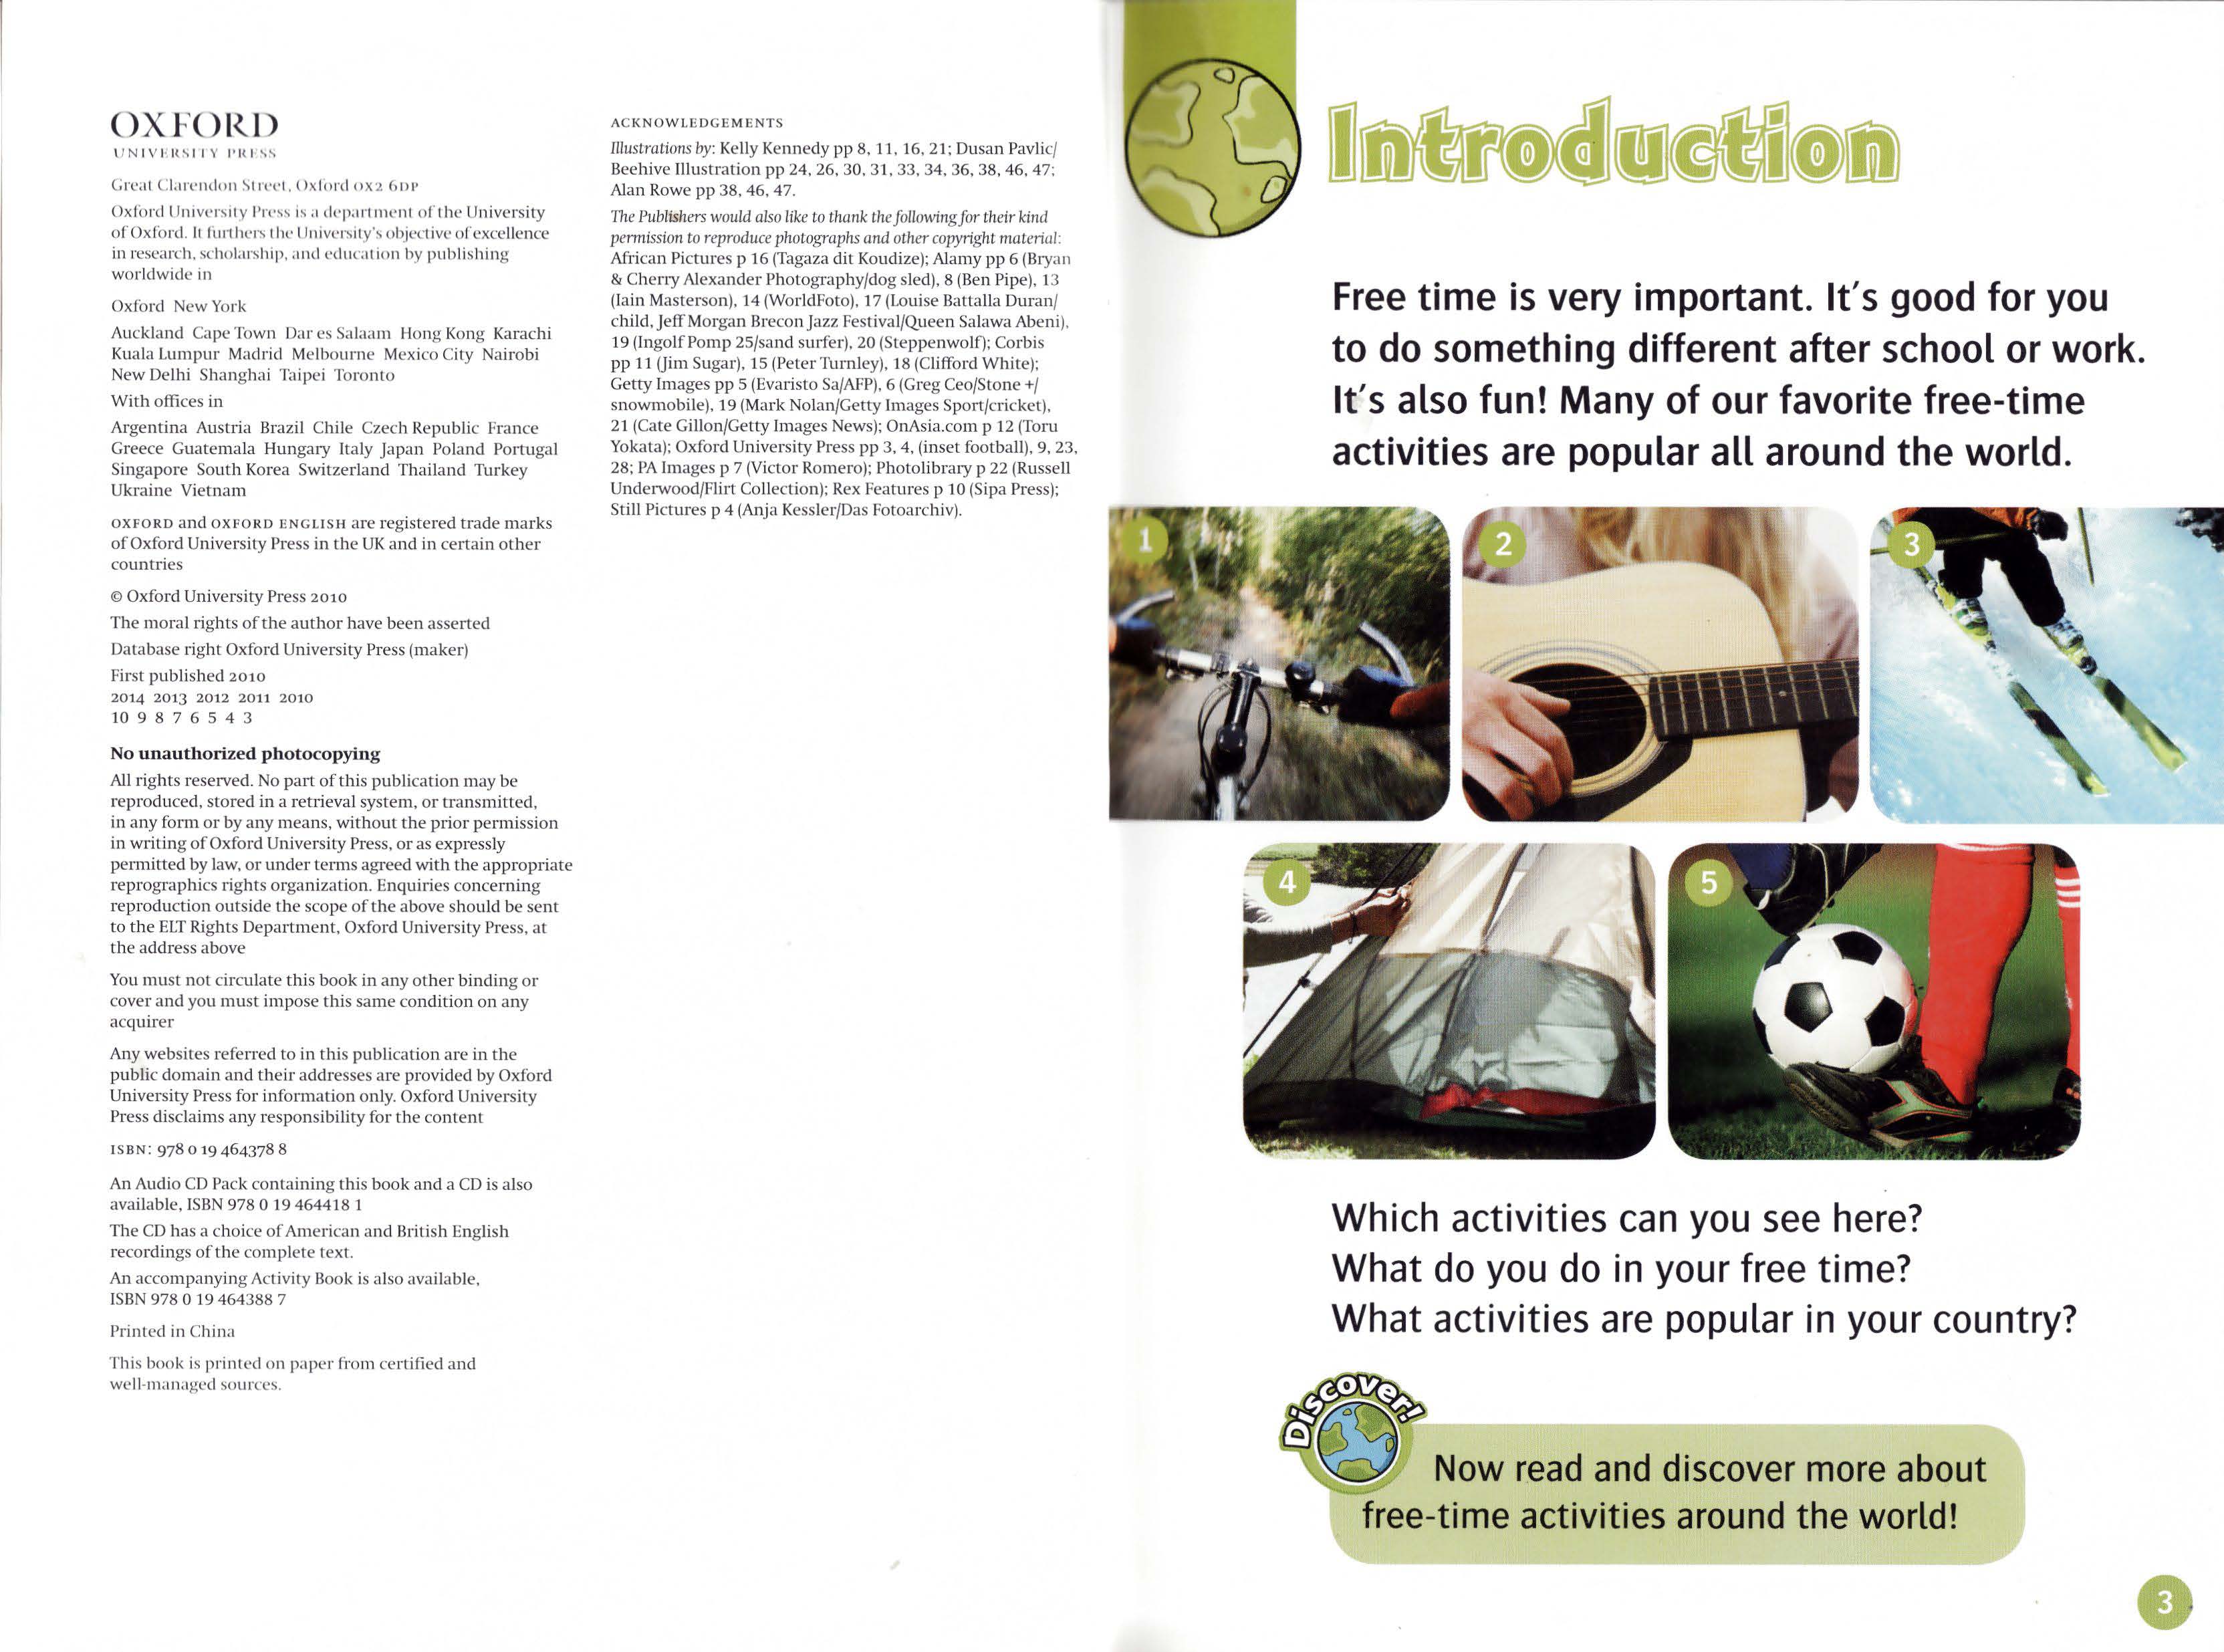 OXFORD
UNIVERSITY PRESS
Great Clarendon Street, Oxford OX2 6DP
Oxford University Press is a department of the University
of Oxford. It furthers the University's objective of excellence
in research, scholarship, and education by publishing
worldwide in
Oxford New York
Auckland Cape Town Dar es Salaam Hong Kong Karachi
Kuala Lumpur Madrid Melbourne Mexico City Nairobi
New Delhi Shanghai Taipei Toronto
With offices in
Argentina Austria Brazil Chile Czech Republic France
Greece Guatemala Hungary Italy Japan Poland Portugal
Singapore South Korea Switzerland Thailand Turkey
Ukraine Vietnam
OXFORD and OXFORD ENGLISH are registered trade marks
of Oxford University Press in the UK and in certain other
countries
© Oxford University Press 2010
The moral rights of the author have been asserted
Database right Oxford University Press (maker)
First published 2010
2014 2013 2012 2011 2010
10 9 8 7 6 5 4 3
No unauthorized photocopying
All rights reserved. No part of this publication may be
reproduced, stored in a retrieval system, or transmitted,
in any form or by any means, without the prior permission
in writing of Oxford University Press, or as expressly
permitted by law, or under terms agreed with the appropriate
reprographics rights organization. Enquiries concerning
reproduction outside the scope of the above should be sent
to the ELT Rights Department, Oxford University Press, at
the address above
You must not circulate this book in any other binding or
cover and you must impose this same condition on any
acquirer
Any websites referred to in this publication are in the
public domain and their addresses are provided by Oxford
University Press for information only. Oxford University
Press disclaims any responsibility for the content
ISBN: 978 0 19 464378 8
An Audio CD Pack containing this book and a CD is also
available, ISBN 978 0 19 464418 1
The CD has a choice of American and British English
recordings of the complete text.
An accompanying Activity Book is also available,
ISBN 978 0 19 464388 7
Printed in China
This book is printed on paper from certified and
well-managed sources.
ACKNOWLEDGEMENTS
Illustrations by: Kelly Kennedy pp 8, 11, 16, 21; Dusan Pavlic/
Beehive Illustration pp 24, 26, 30, 31, 33, 34, 36, 38, 46, 47;
Alan Rowe pp 38, 46, 47.
The Publishers would also like to thank the following for their kind
permission to reproduce photographs and other copyright material:
African Pictures p 16 (Tagaza dit Koudize); Alamy pp 6 (Bryan
& Cherry Alexander Photography/dog sled), 8 (Ben Pipe), 13
(Iain Masterson), 14 (WorldFoto), 17 (Louise Battalla Duran/
child, Jeff Morgan Brecon Jazz Festival/Queen Salawa Abeni),
19 (Ingolf Pomp 25/sand surfer), 20 (Steppenwolf); Corbis
pp 11 (Jim Sugar), 15 (Peter Turnley), 18 (Clifford White);
Getty Images pp 5 (Evaristo Sa/AFP), 6 (Greg Ceo/Stone +/
snowmobile), 19 (Mark Nolan/Getty Images Sport/cricket),
21 (Cate Gillon/Getty Images News); OnAsia.com p 12 (Toru
Yokata); Oxford University Press pp 3, 4, (inset football), 9, 23,
28; PA Images p 7 (Victor Romero); Photolibrary p 22 (Russell
Underwood/Flirt Collection); Rex Features p 10 (Sipa Press);
Still Pictures p 4 (Anja Kessler/Das Fotoarchiv).
Introduction
Free time is very important. It's good for you
to do something different after school or work.
It's also fun! Many of our favorite free-time
activities are popular all around the world.
1
2
3
4
5
Which activities can you see here?
What do you do in your free time?
What activities are popular in your country?
Discover!
Now read and discover more about
free-time activities around the world!
3